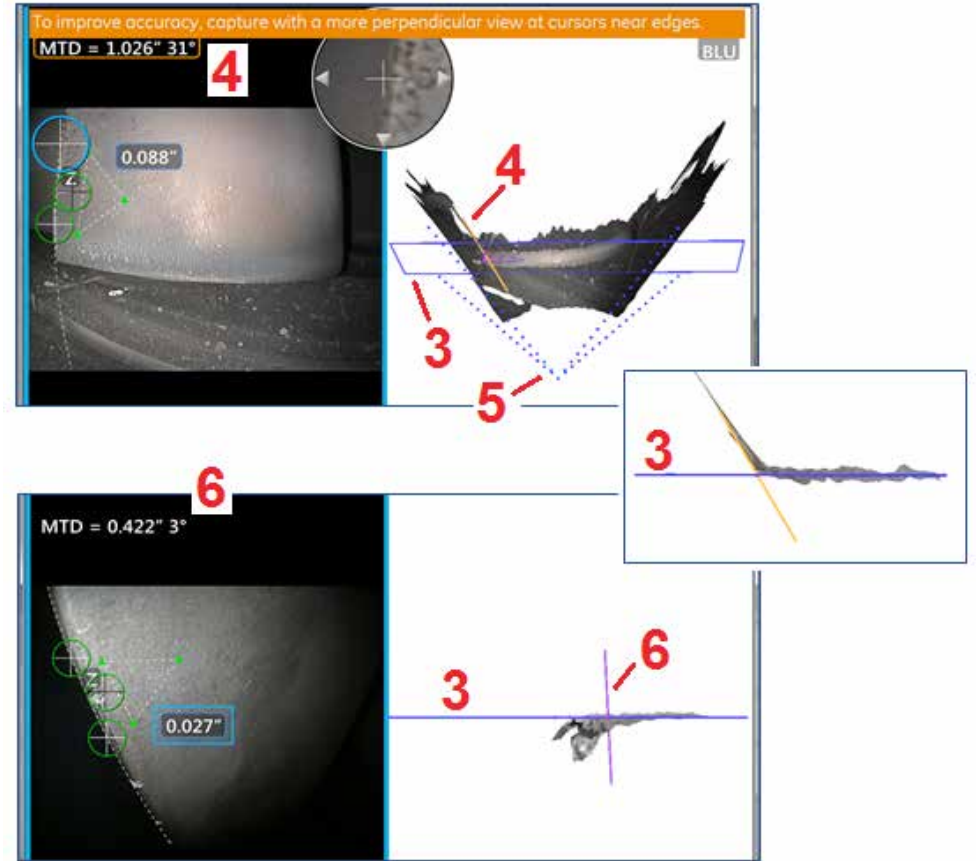 To improve accuracy, capture with a more perpendicular view at cursors near edges.
MTD = 1.026" 31°
4
BLU
0.088"
Z
4
3
5
3
6
MTD = 0.422" 3°
6
3
Z
0.027"